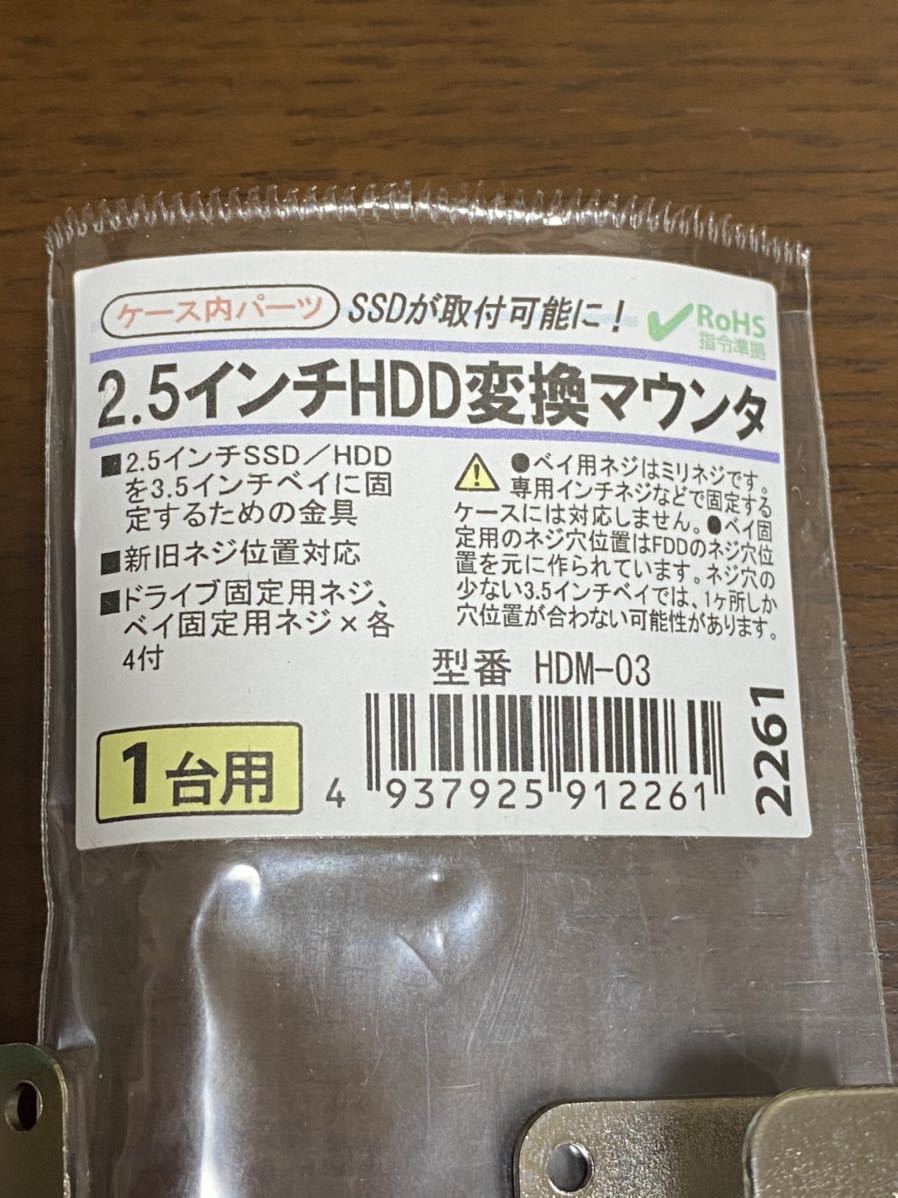 ケース内パーツ
SSDが取付可能に!
RoHS
指令準拠
2.5インチHDD変換マウンタ
■2.5インチSSD/HDD
を3.5インチベイに固
定するための金具
■新旧ネジ位置対応
■ドライブ固定用ネジ、
ベイ固定用ネジ×各
4付
●ベイ用ネジはミリネジです。
専用インチネジなどで固定する
ケースには対応しません。●ベイ固
定用のネジ穴位置はFDDのネジ穴位
置を元に作られています。ネジ穴の
少ない3.5インチベイでは、1ヶ所しか
穴位置が合わない可能性があります。
型番 HDM-03
1台用
4 937925 912261
2261